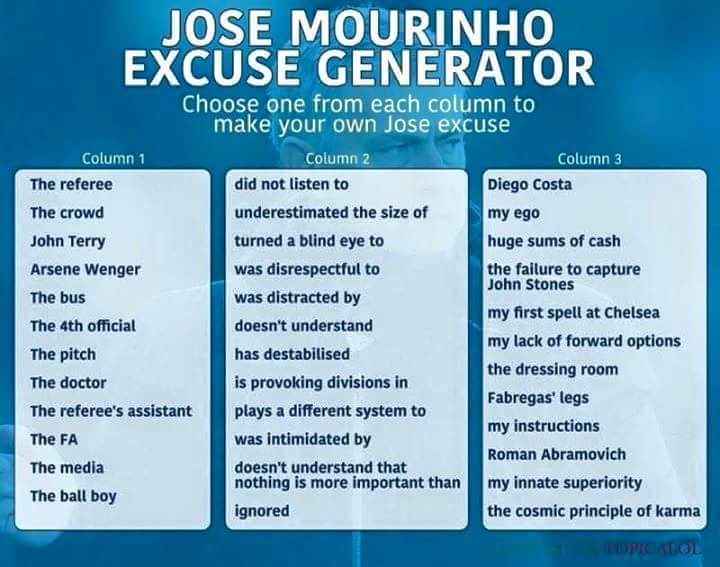 JOSE MOURINHO
EXCUSE GENERATOR
Choose one from each column to
make your own Jose excuse
Column 1
The referee
The crowd
John Terry
Arsene Wenger
The bus
The 4th official
The pitch
The doctor
The referee's assistant
The FA
The media
The ball boy
Column 2
did not listen to
underestimated the size of
turned a blind eye to
was disrespectful to
was distracted by
doesn't understand
has destabilised
is provoking divisions in
plays a different system to
was intimidated by
doesn't understand that
nothing is more important than
ignored
Column 3
Diego Costa
my ego
huge sums of cash
the failure to capture
John Stones
my first spell at Chelsea
my lack of forward options
the dressing room
Fabregas' legs
my instructions
Roman Abramovich
my innate superiority
the cosmic principle of karma
TOPICALOL